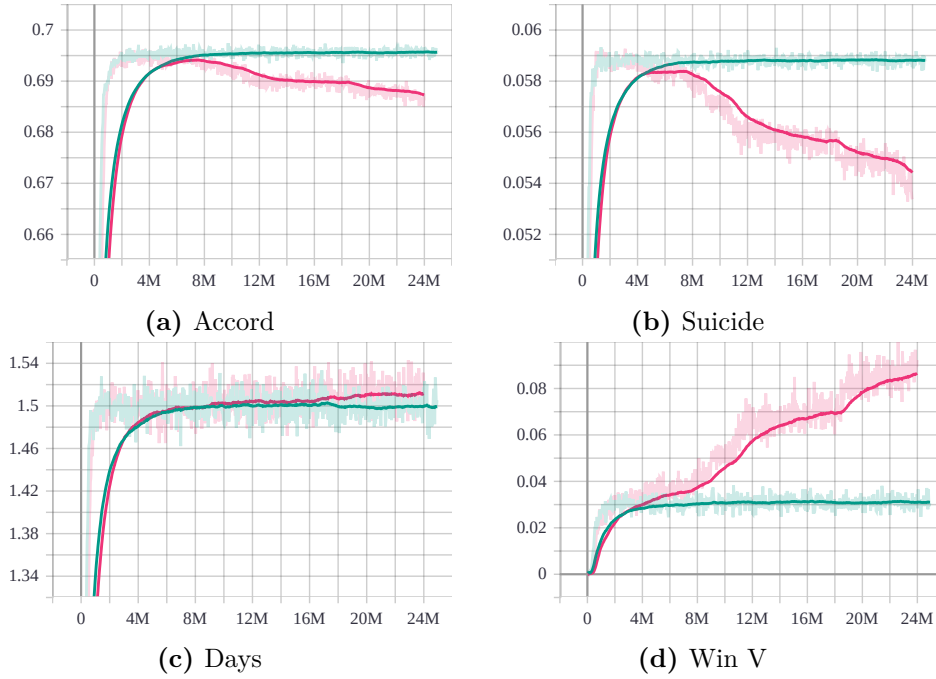 0.7
0.69
0.68
0.67
0.66
0 4M 8M 12M 16M 20M 24M
(a) Accord
0.06
0.058
0.056
0.054
0.052
0 4M 8M 12M 16M 20M 24M
(b) Suicide
1.54
1.5
1.46
1.42
1.38
1.34
0 4M 8M 12M 16M 20M 24M
(c) Days
0.08
0.06
0.04
0.02
0
0 4M 8M 12M 16M 20M 24M
(d) Win V